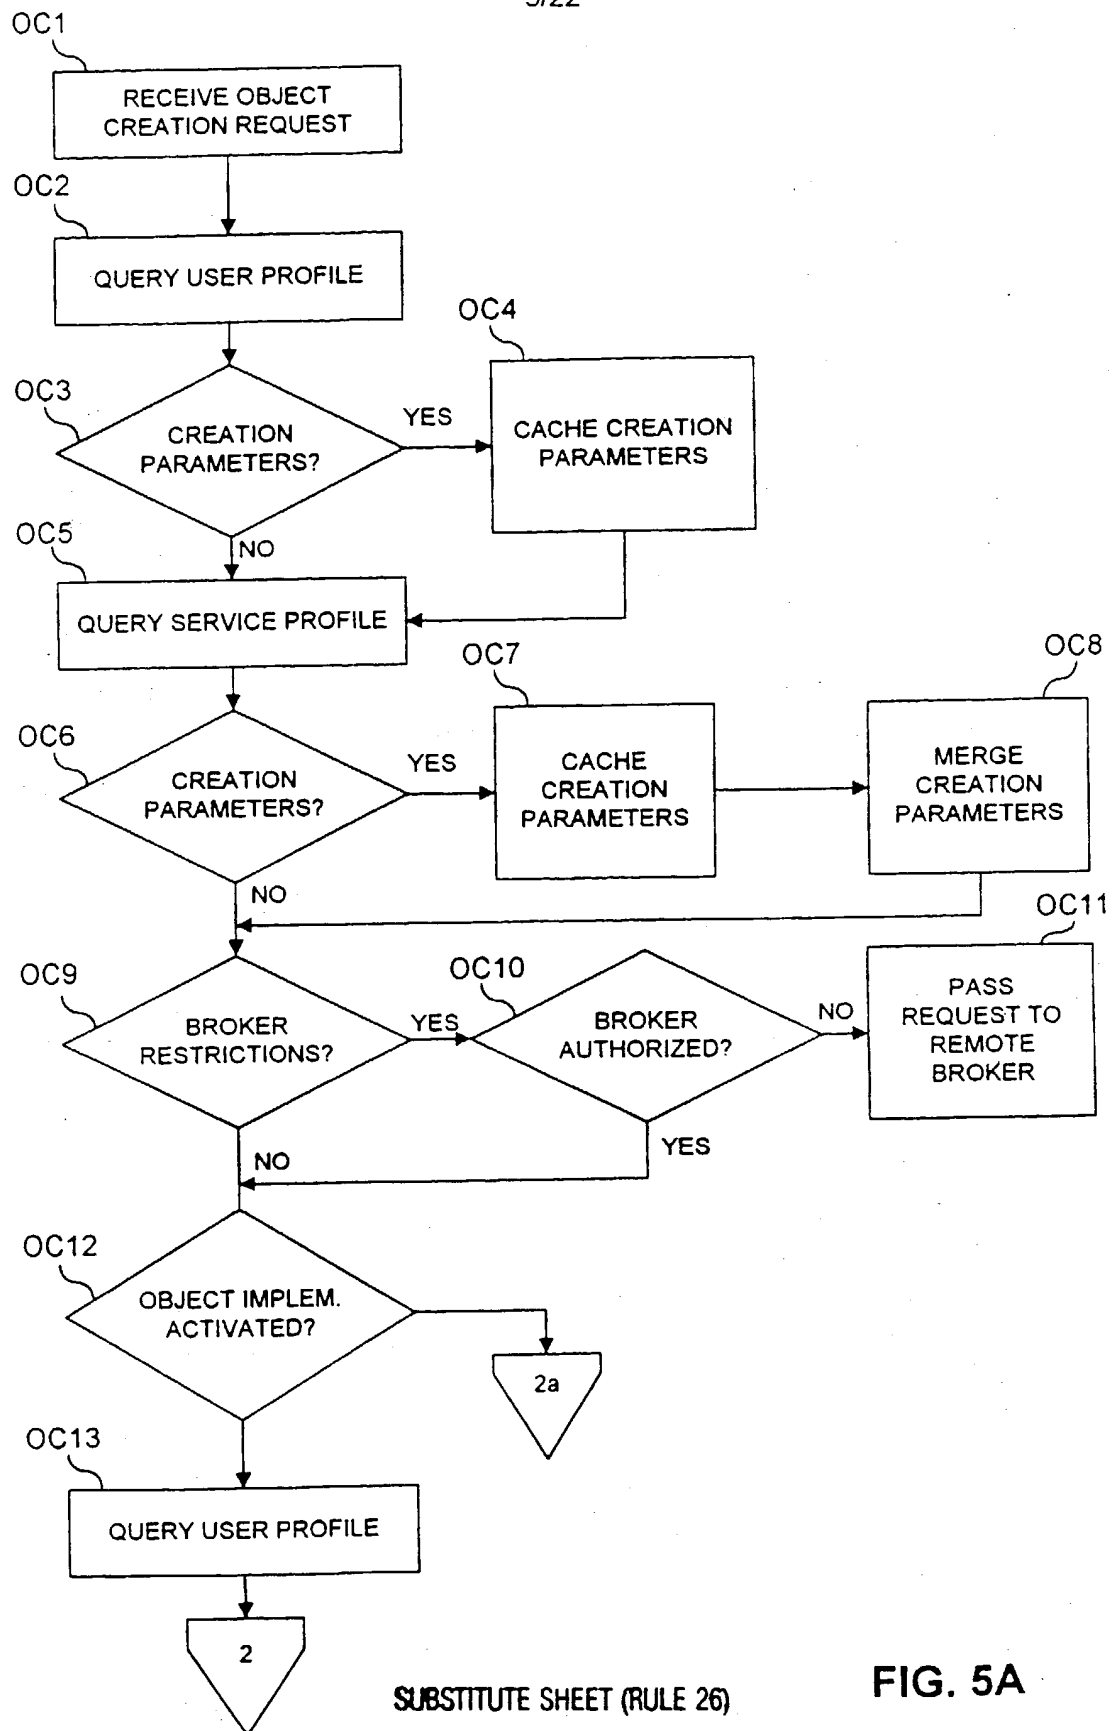 5/22
OC1
RECEIVE OBJECT
CREATION REQUEST
OC2
QUERY USER PROFILE
OC3
CREATION
PARAMETERS?
YES
OC4
CACHE CREATION
PARAMETERS
NO
OC5
QUERY SERVICE PROFILE
OC6
CREATION
PARAMETERS?
YES
OC7
CACHE
CREATION
PARAMETERS
OC8
MERGE
CREATION
PARAMETERS
NO
OC9
BROKER
RESTRICTIONS?
YES
OC10
BROKER
AUTHORIZED?
NO
OC11
PASS
REQUEST TO
REMOTE
BROKER
NO
YES
OC12
OBJECT IMPLEM.
ACTIVATED?
2a
OC13
QUERY USER PROFILE
2
SUBSTITUTE SHEET (RULE 26)
FIG. 5A